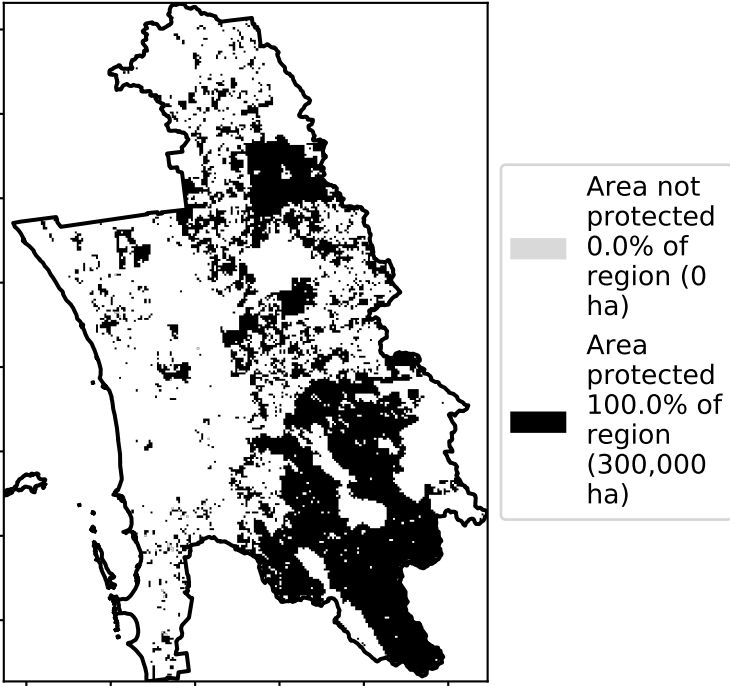 Area not
protected
0.0% of
region (0
ha)
Area
protected
100.0% of
region
(300,000
ha)